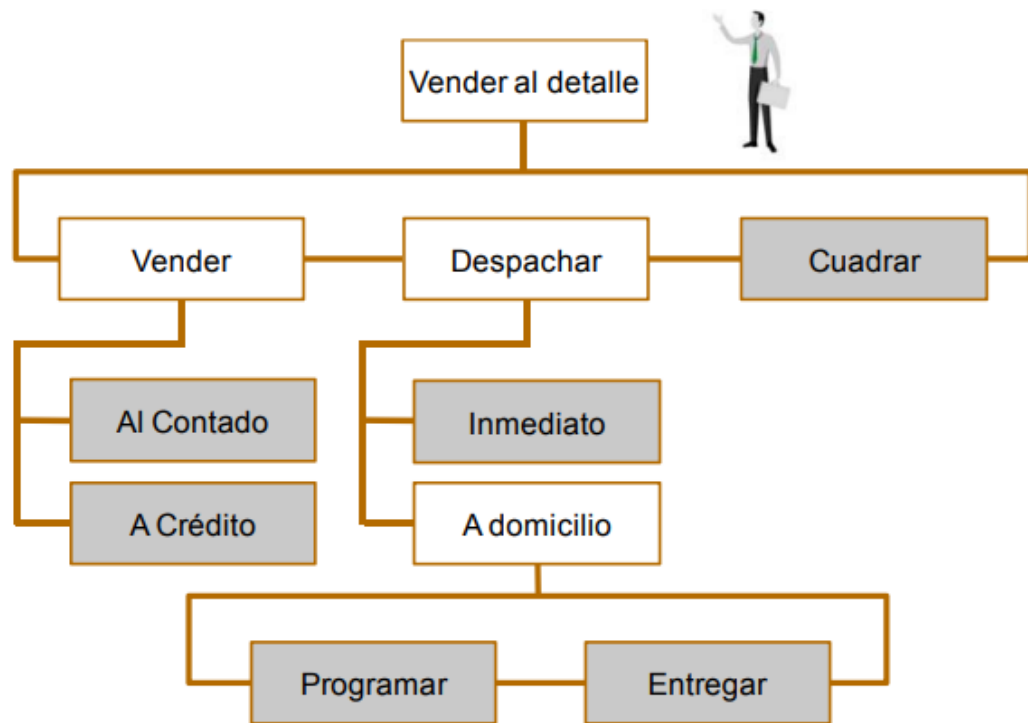 Vender al detalle
Vender
Despachar
Cuadrar
Al Contado
Inmediato
A Crédito
A domicilio
Programar
Entregar